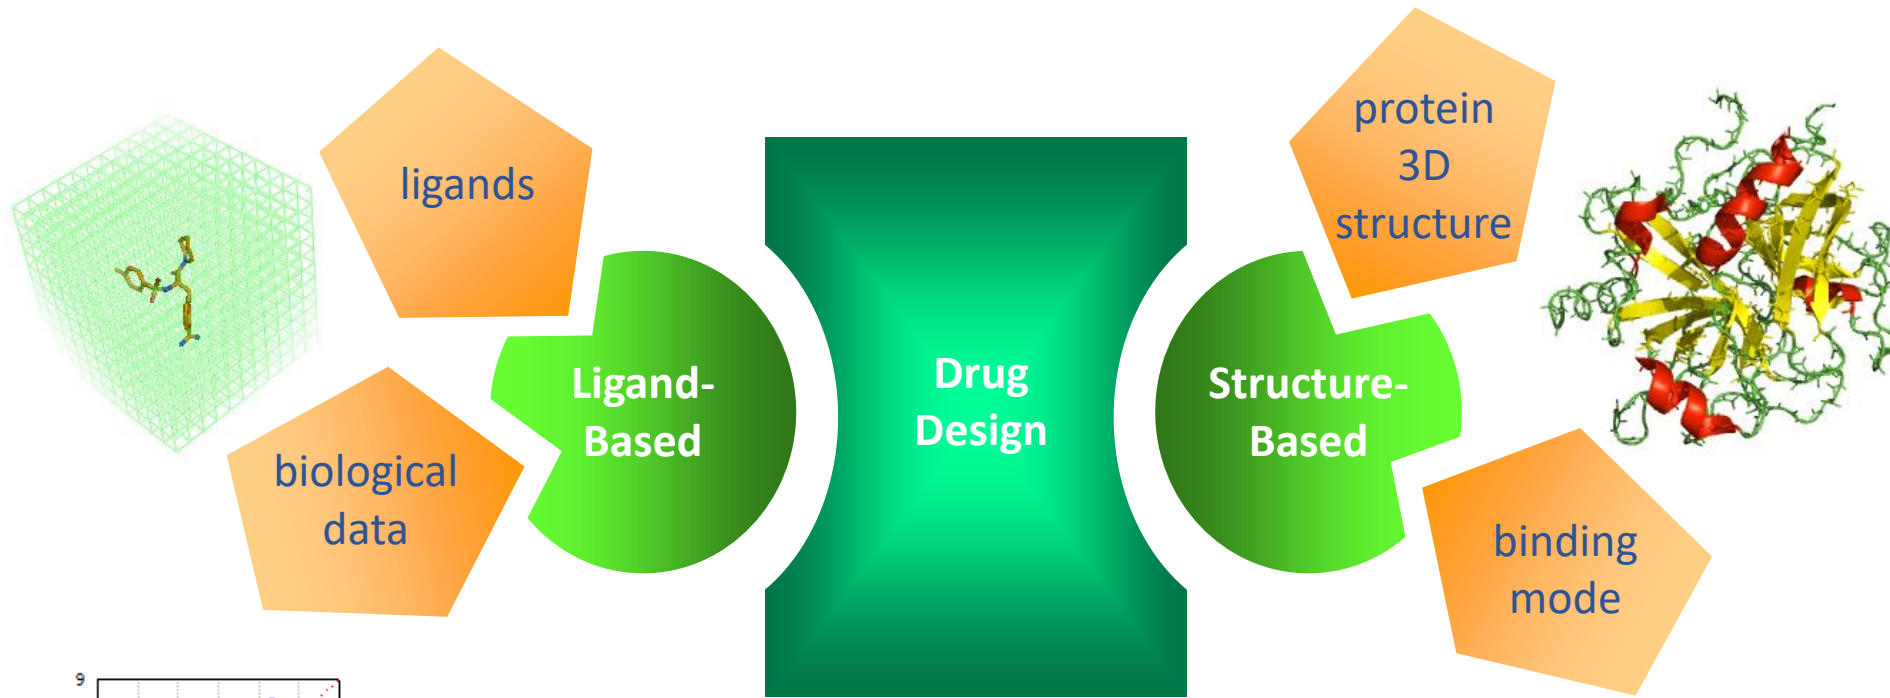 ligands
biological
data
Ligand-
Based
Drug
Design
Structure-
Based
protein
3D
structure
binding
mode
9